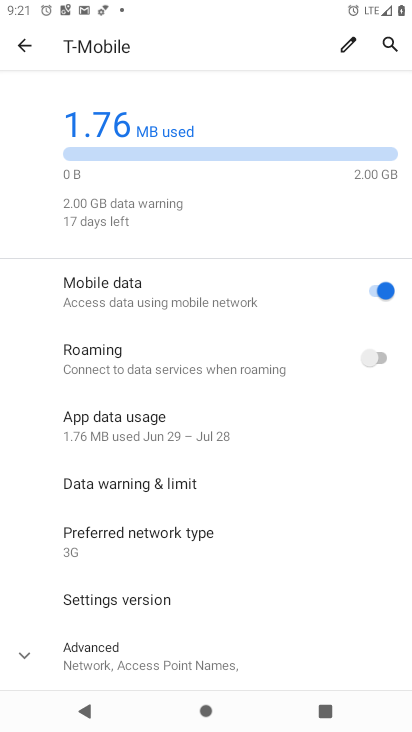 9:21
LTE
T-Mobile
1.76 MB used
0 B
2.00 GB
2.00 GB data warning
17 days left
Mobile data
Access data using mobile network
Roaming
Connect to data services when roaming
App data usage
1.76 MB used Jun 29 – Jul 28
Data warning & limit
Preferred network type
3G
Settings version
Advanced
Network, Access Point Names,